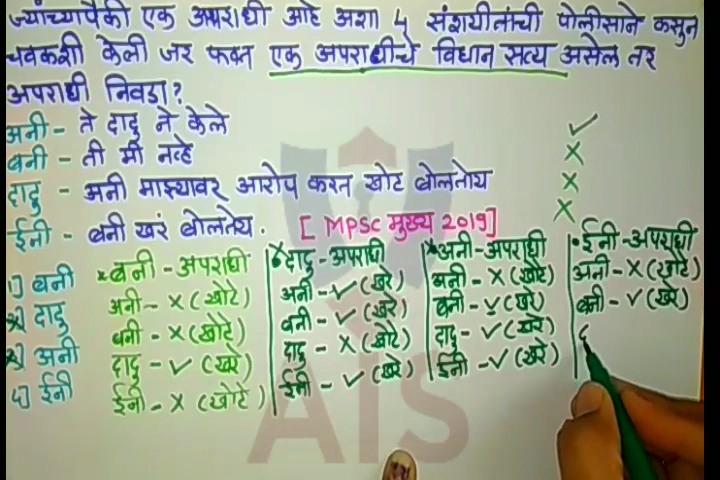 ज्यांच्यापैकी एक अपराधी आहे अशा 4 संशयीतांची पोलीसाने कसुन
चवकशी केली जर फक्त एक अपराधीचे विधान सत्य असेल तर
अपराधी निवडा?
अनी - ते दादु ने केले
बनी - ती मी नव्हे
दादु - अनी माझ्यावर आरोप करत खोट बोलतोय
ईनी - बनी खरं बोलतेय. [MPSC मुख्य 2019]
✓
×
×
×
1) बनी
2) दादु
3) अनी
4) ईनी
× बनी - अपराधी
अनी - × (खोटे)
बनी - × (खोटे)
दादु - ✓ (खरे)
ईनी - × (खोटे)
× दादु - अपराधी
अनी - ✓ (खरे)
बनी - ✓ (खरे)
दादु - × (खोटे)
ईनी - ✓ (खरे)
* अनी - अपराधी
अनी - × (खोटे)
बनी - ✓ (खरे)
दादु - ✓ (खरे)
ईनी - ✓ (खरे)
• ईनी - अपराधी
अनी - × (खोटे)
बनी - ✓ (खरे)
AiS